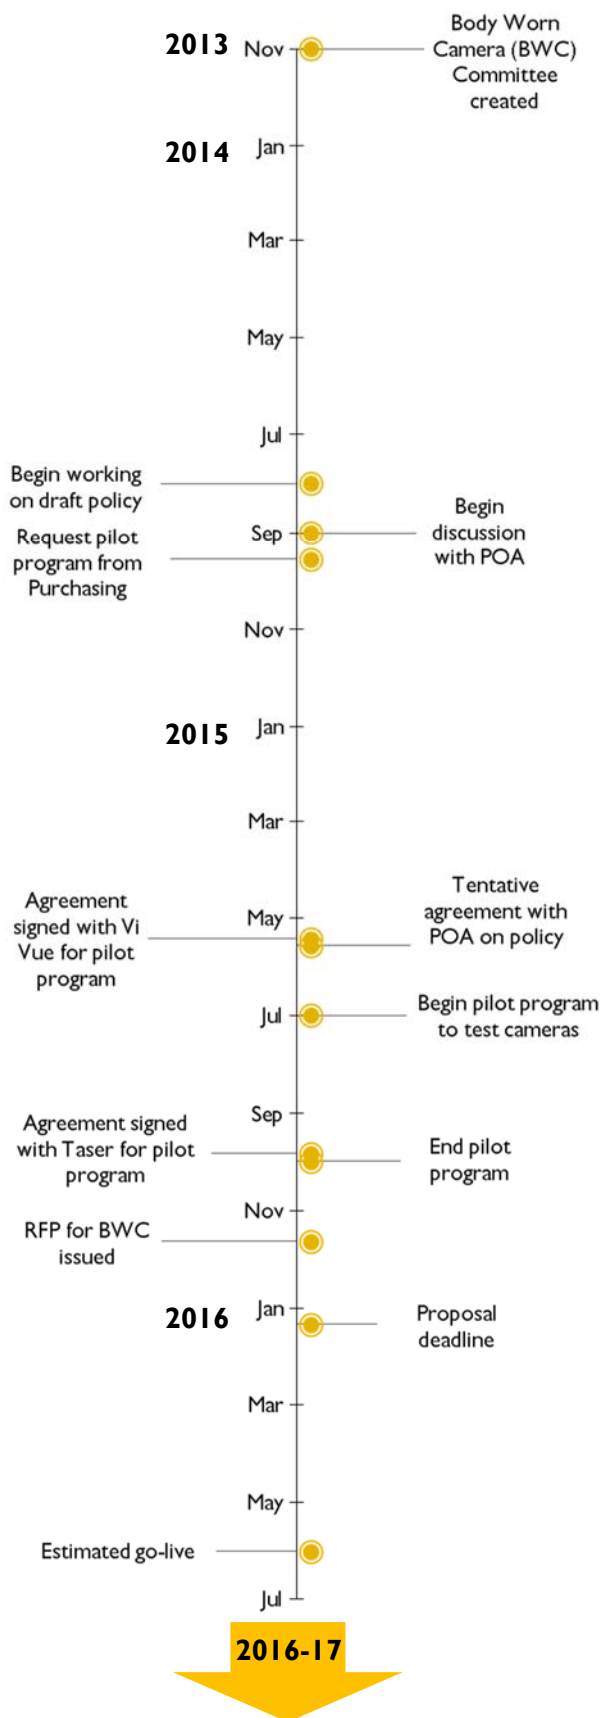 2013
Nov
Body Worn
Camera (BWC)
Committee
created
2014
Jan
Mar
May
Jul
Begin working
on draft policy
Sep
Begin
discussion
with POA
Request pilot
program from
Purchasing
Nov
2015
Jan
Mar
May
Agreement
signed with Vi
Vue for pilot
program
Tentative
agreement with
POA on policy
Jul
Begin pilot program
to test cameras
Sep
Agreement signed
with Taser for pilot
program
End pilot
program
Nov
RFP for BWC
issued
2016
Jan
Proposal
deadline
Mar
May
Estimated go-live
Jul
2016-17